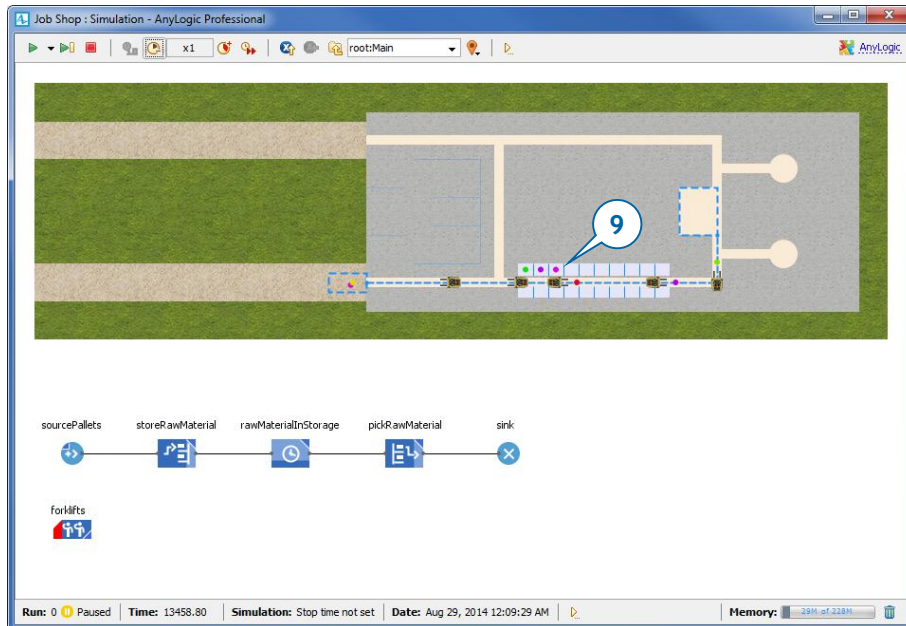 Job Shop : Simulation - AnyLogic Professional
x1
root:Main
AnyLogic
9
sourcePallets
storeRawMaterial
rawMaterialInStorage
pickRawMaterial
sink
forklifts
Run: 0 Paused Time: 13458.80 Simulation: Stop time not set Date: Aug 29, 2014 12:09:29 AM Memory: 29M of 228M